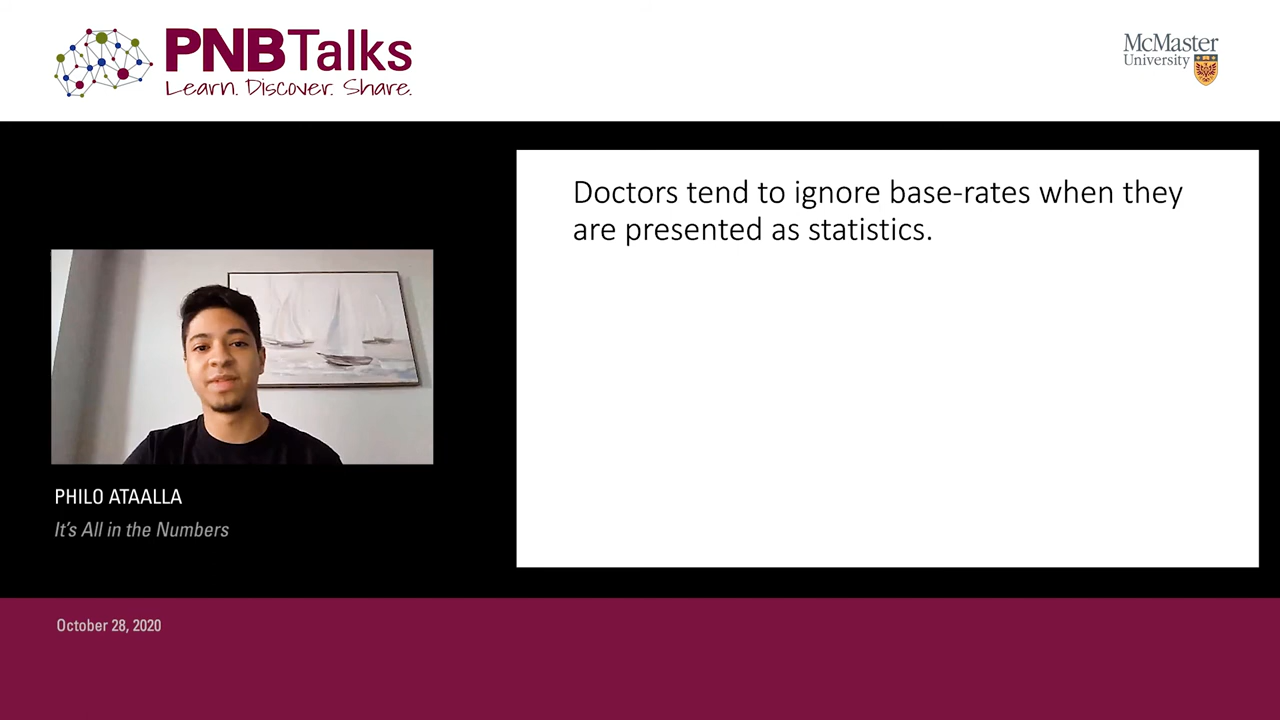 PNBTalks
Learn. Discover. Share.
McMaster
University
Doctors tend to ignore base-rates when they
are presented as statistics.
PHILO ATAALLA
It's All in the Numbers
October 28, 2020